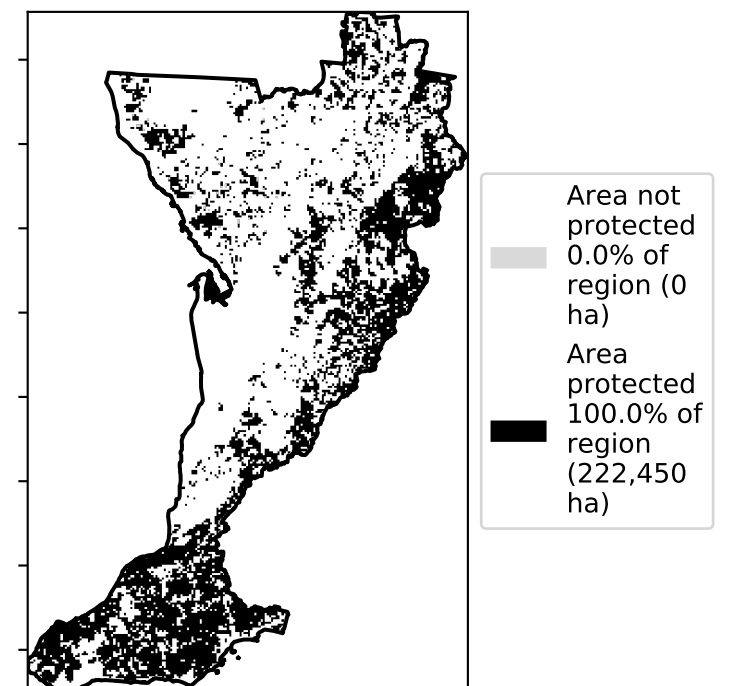 Area not
protected
0.0% of
region (0
ha)
Area
protected
100.0% of
region
(222,450
ha)